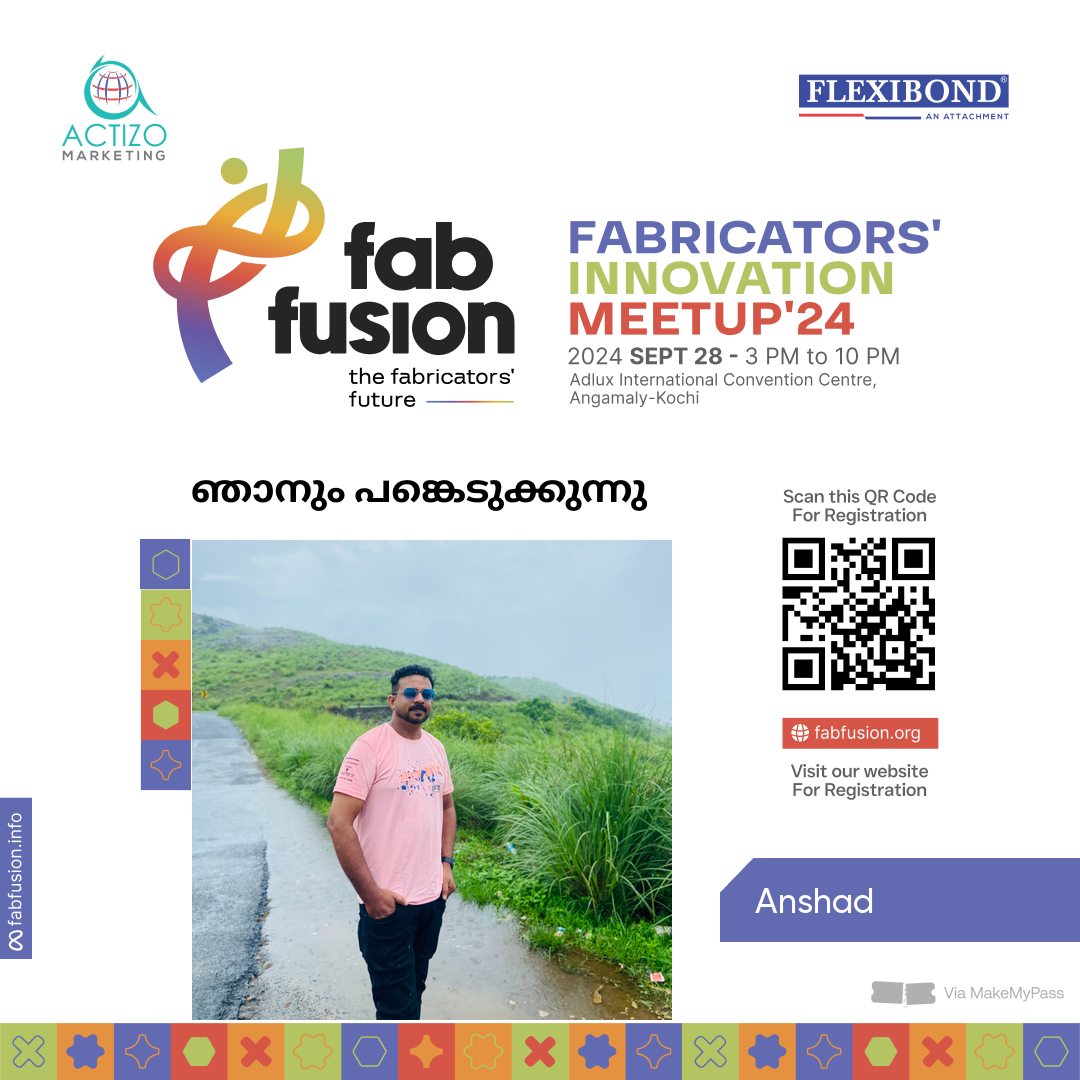 ACTIZO
MARKETING
FLEXIBOND®
AN ATTACHMENT
fab
fusion
the fabricators'
future
FABRICATORS'
INNOVATION
MEETUP'24
2024 SEPT 28 - 3 PM to 10 PM
Adlux International Convention Centre,
Angamaly-Kochi
ഞാനും പങ്കെടുക്കുന്നു
Scan this QR Code
For Registration
fabfusion.org
Visit our website
For Registration
fabfusion.info
Anshad
Via MakeMyPass